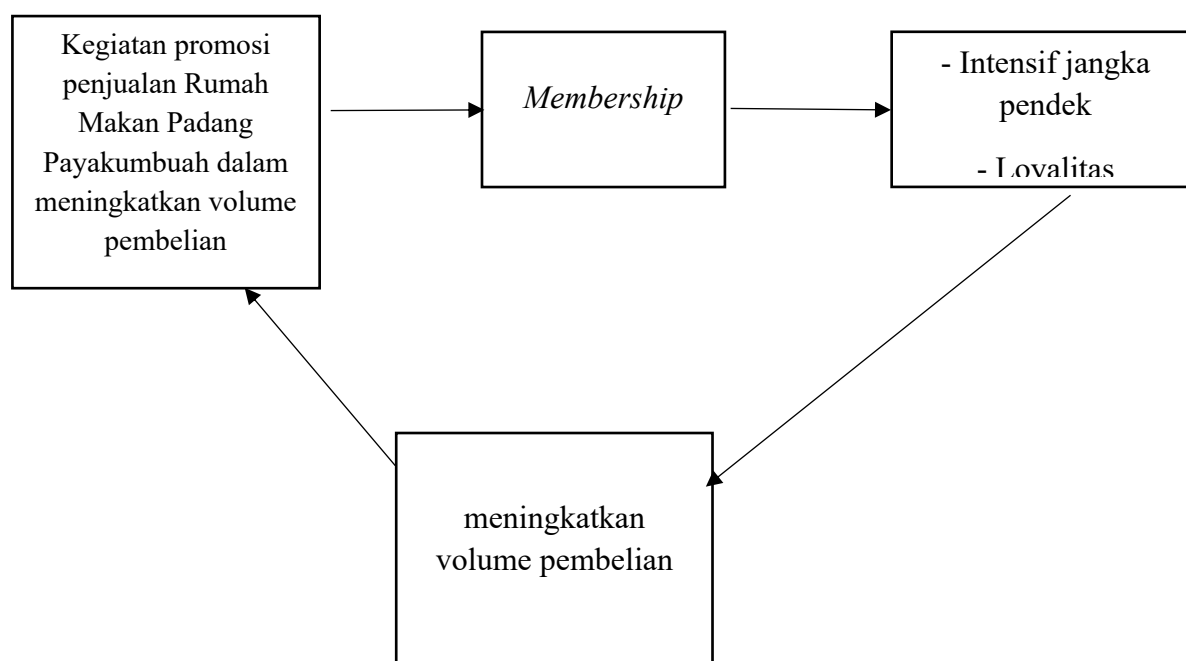 Kegiatan promosi
penjualan Rumah
Makan Padang
Payakumbuah dalam
meningkatkan volume
pembelian
Membership
- Intensif jangka
pendek
- Loyalitas
meningkatkan
volume pembelian